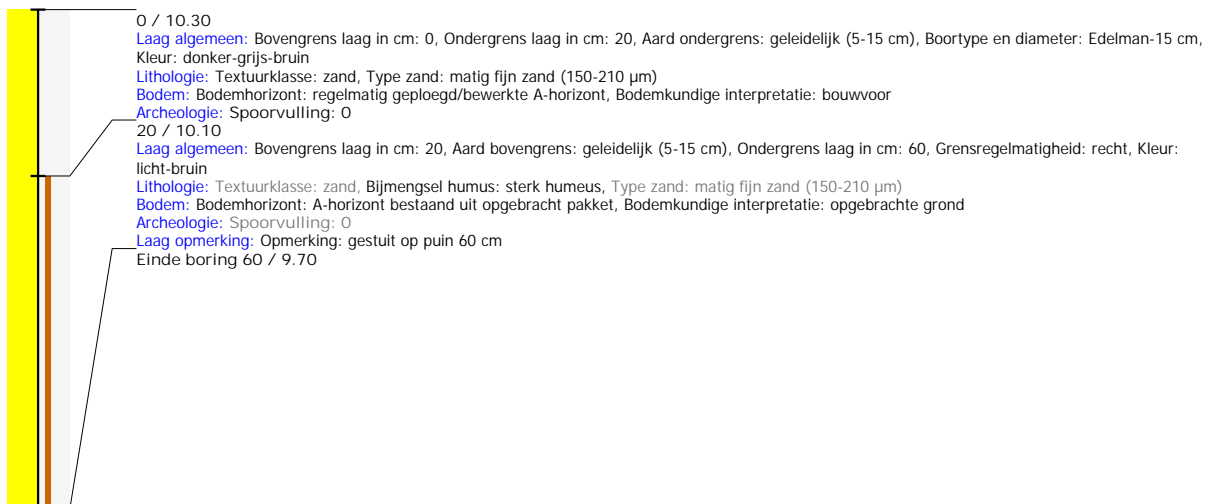 0 / 10.30
Laag algemeen: Bovengrens laag in cm: 0, Ondergrens laag in cm: 20, Aard ondergrens: geleidelijk (5-15 cm), Boortype en diameter: Edelman-15 cm,
Kleur: donker-grijs-bruin
Lithologie: Textuurklasse: zand, Type zand: matig fijn zand (150-210 µm)
Bodem: Bodemhorizont: regelmatig geploegd/bewerkte A-horizont, Bodemkundige interpretatie: bouwvoor
Archeologie: Spoorvulling: 0
20 / 10.10
Laag algemeen: Bovengrens laag in cm: 20, Aard bovengrens: geleidelijk (5-15 cm), Ondergrens laag in cm: 60, Grensregelmatigheid: recht, Kleur:
licht-bruin
Lithologie: Textuurklasse: zand, Bijmengsel humus: sterk humeus, Type zand: matig fijn zand (150-210 µm)
Bodem: Bodemhorizont: A-horizont bestaand uit opgebracht pakket, Bodemkundige interpretatie: opgebrachte grond
Archeologie: Spoorvulling: 0
Laag opmerking: Opmerking: gestuit op puin 60 cm
Einde boring 60 / 9.70